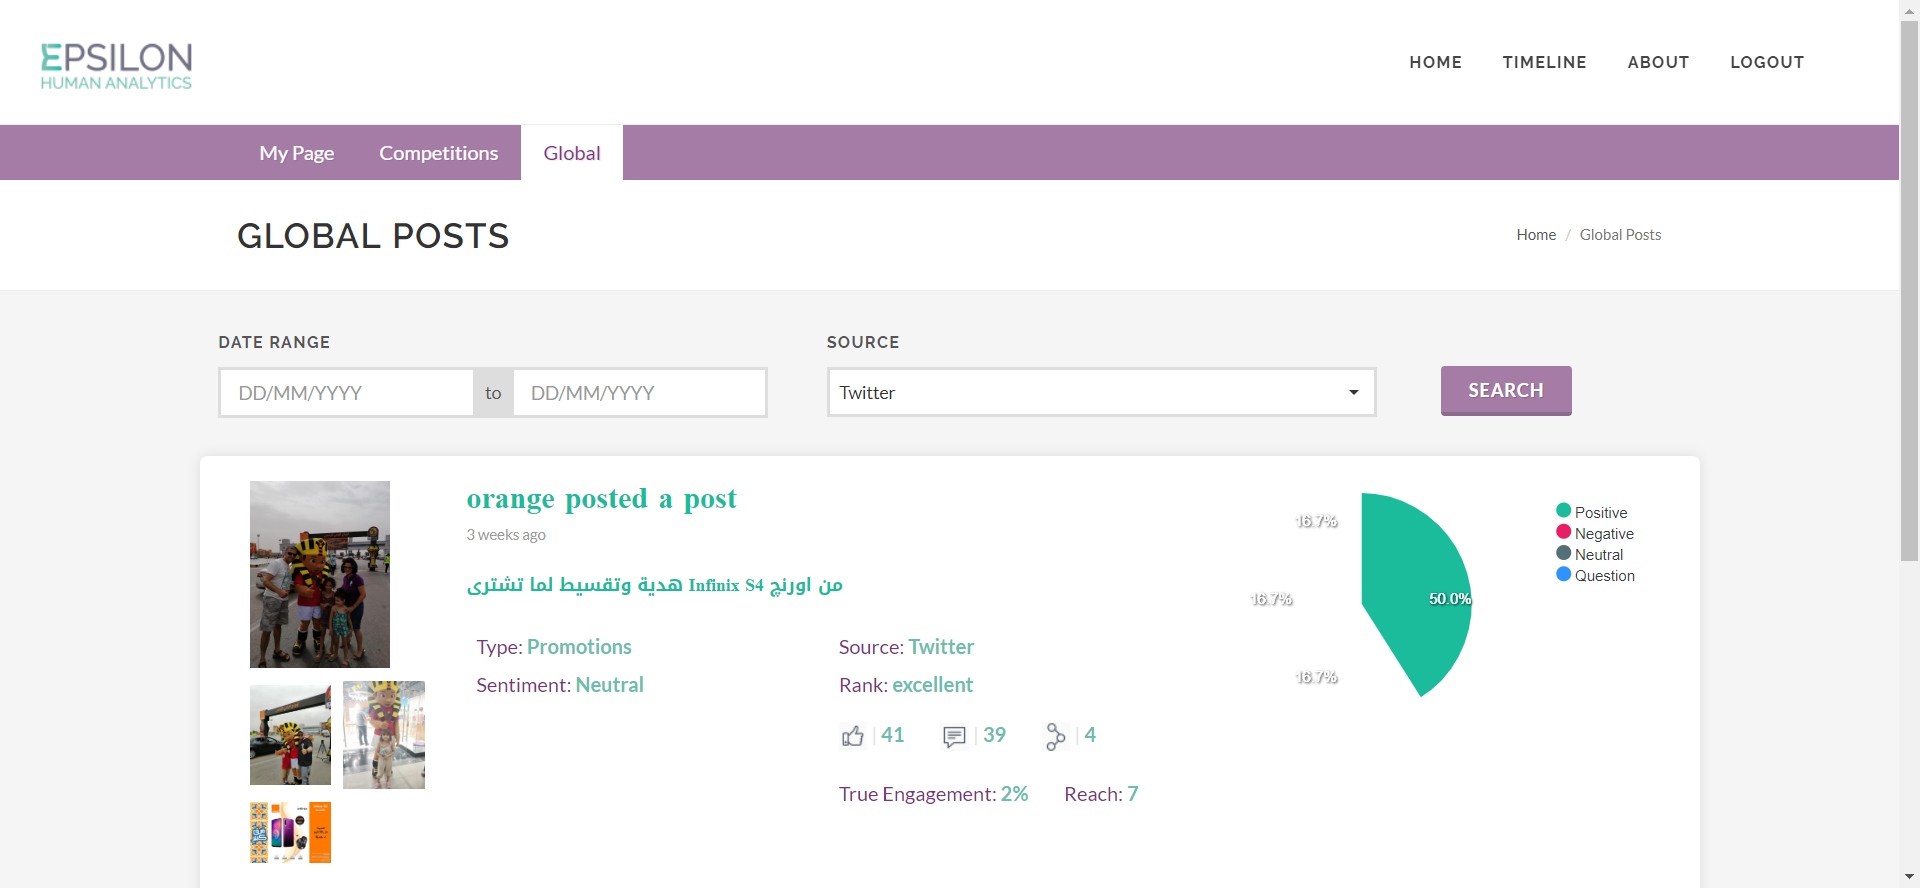 EPSILON
HUMAN ANALYTICS
HOME TIMELINE ABOUT LOGOUT
My Page Competitions Global
GLOBAL POSTS
Home / Global Posts
DATE RANGE
SOURCE
DD/MM/YYYY to DD/MM/YYYY
Twitter
SEARCH
orange posted a post
3 weeks ago
من اورنچ Infinix S4 هدية وتقسيط لما تشترى
Type: Promotions
Source: Twitter
Sentiment: Neutral
Rank: excellent
| 41 | 39 | 4
True Engagement: 2% Reach: 7
16.7%
16.7%
50.0%
16.7%
Positive
Negative
Neutral
Question